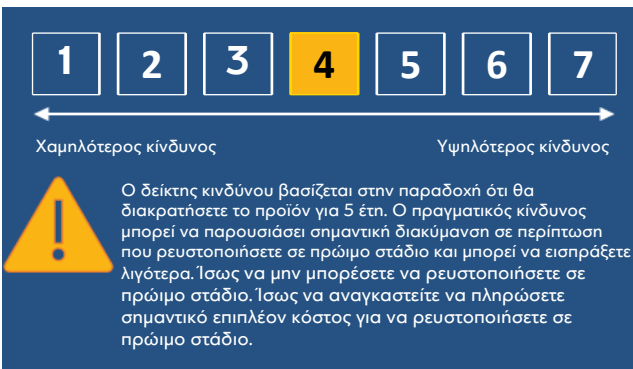 1 2 3 4 5 6 7
Χαμηλότερος κίνδυνος Υψηλότερος κίνδυνος
Ο δείκτης κινδύνου βασίζεται στην παραδοχή ότι θα
διακρατήσετε το προϊόν για 5 έτη. Ο πραγματικός κίνδυνος
μπορεί να παρουσιάσει σημαντική διακύμανση σε περίπτωση
που ρευστοποιήσετε σε πρώιμο στάδιο και μπορεί να εισπράξετε
λιγότερα. Ίσως να μην μπορέσετε να ρευστοποιήσετε σε
πρώιμο στάδιο. Ίσως να αναγκαστείτε να πληρώσετε
σημαντικό επιπλέον κόστος για να ρευστοποιήσετε σε
πρώιμο στάδιο.